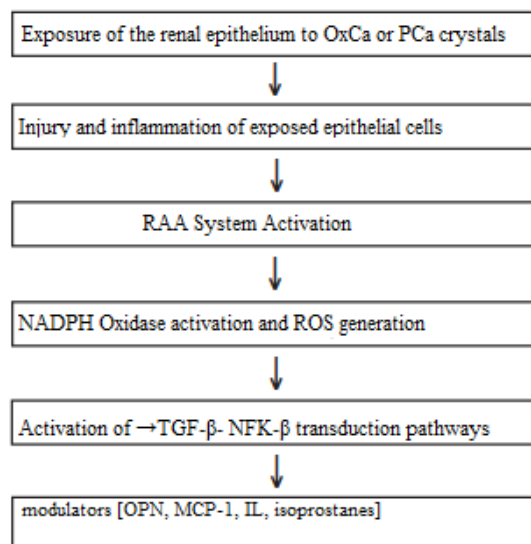 Exposure of the renal epithelium to OxCa or PCa crystals
Injury and inflammation of exposed epithelial cells
RAA System Activation
NADPH Oxidase activation and ROS generation
Activation of →TGF-β- NFK-β transduction pathways
modulators [OPN, MCP-1, IL, isoprostanes]